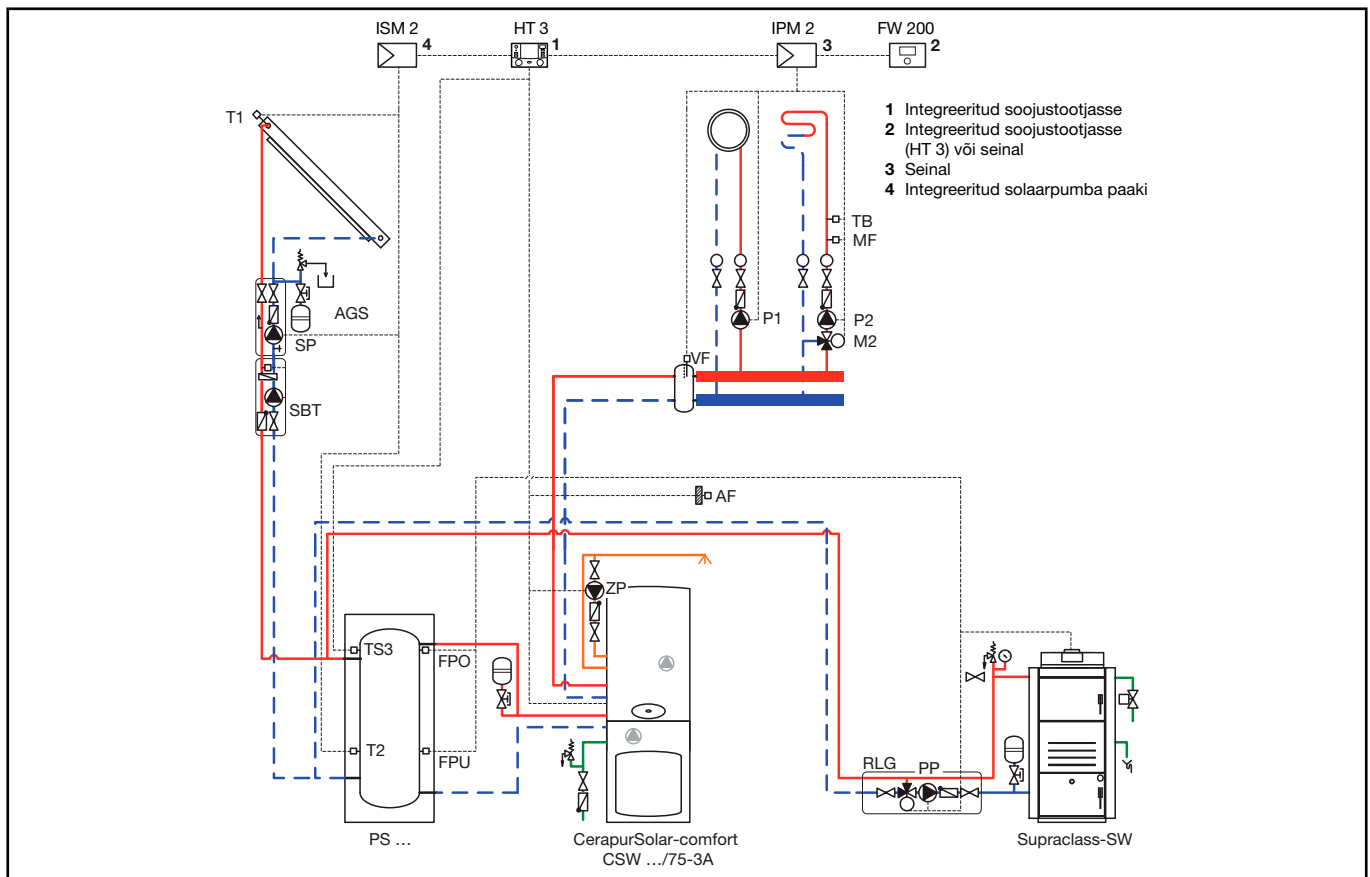 ISM 2
4
HT 3
1
IPM 2
3
FW 200
2
T1
1 Integreeritud soojustootjasse
2 Integreeritud soojustootjasse
(HT 3) või seinal
3 Seinal
4 Integreeritud solaarpumba paaki
TB
MF
AGS
SP
P1
P2
M2
VF
SBT
AF
ZP
TS3
FPO
T2
FPU
RLG
PP
PS ...
CerapurSolar-comfort
CSW .../75-3A
Supraclass-SW